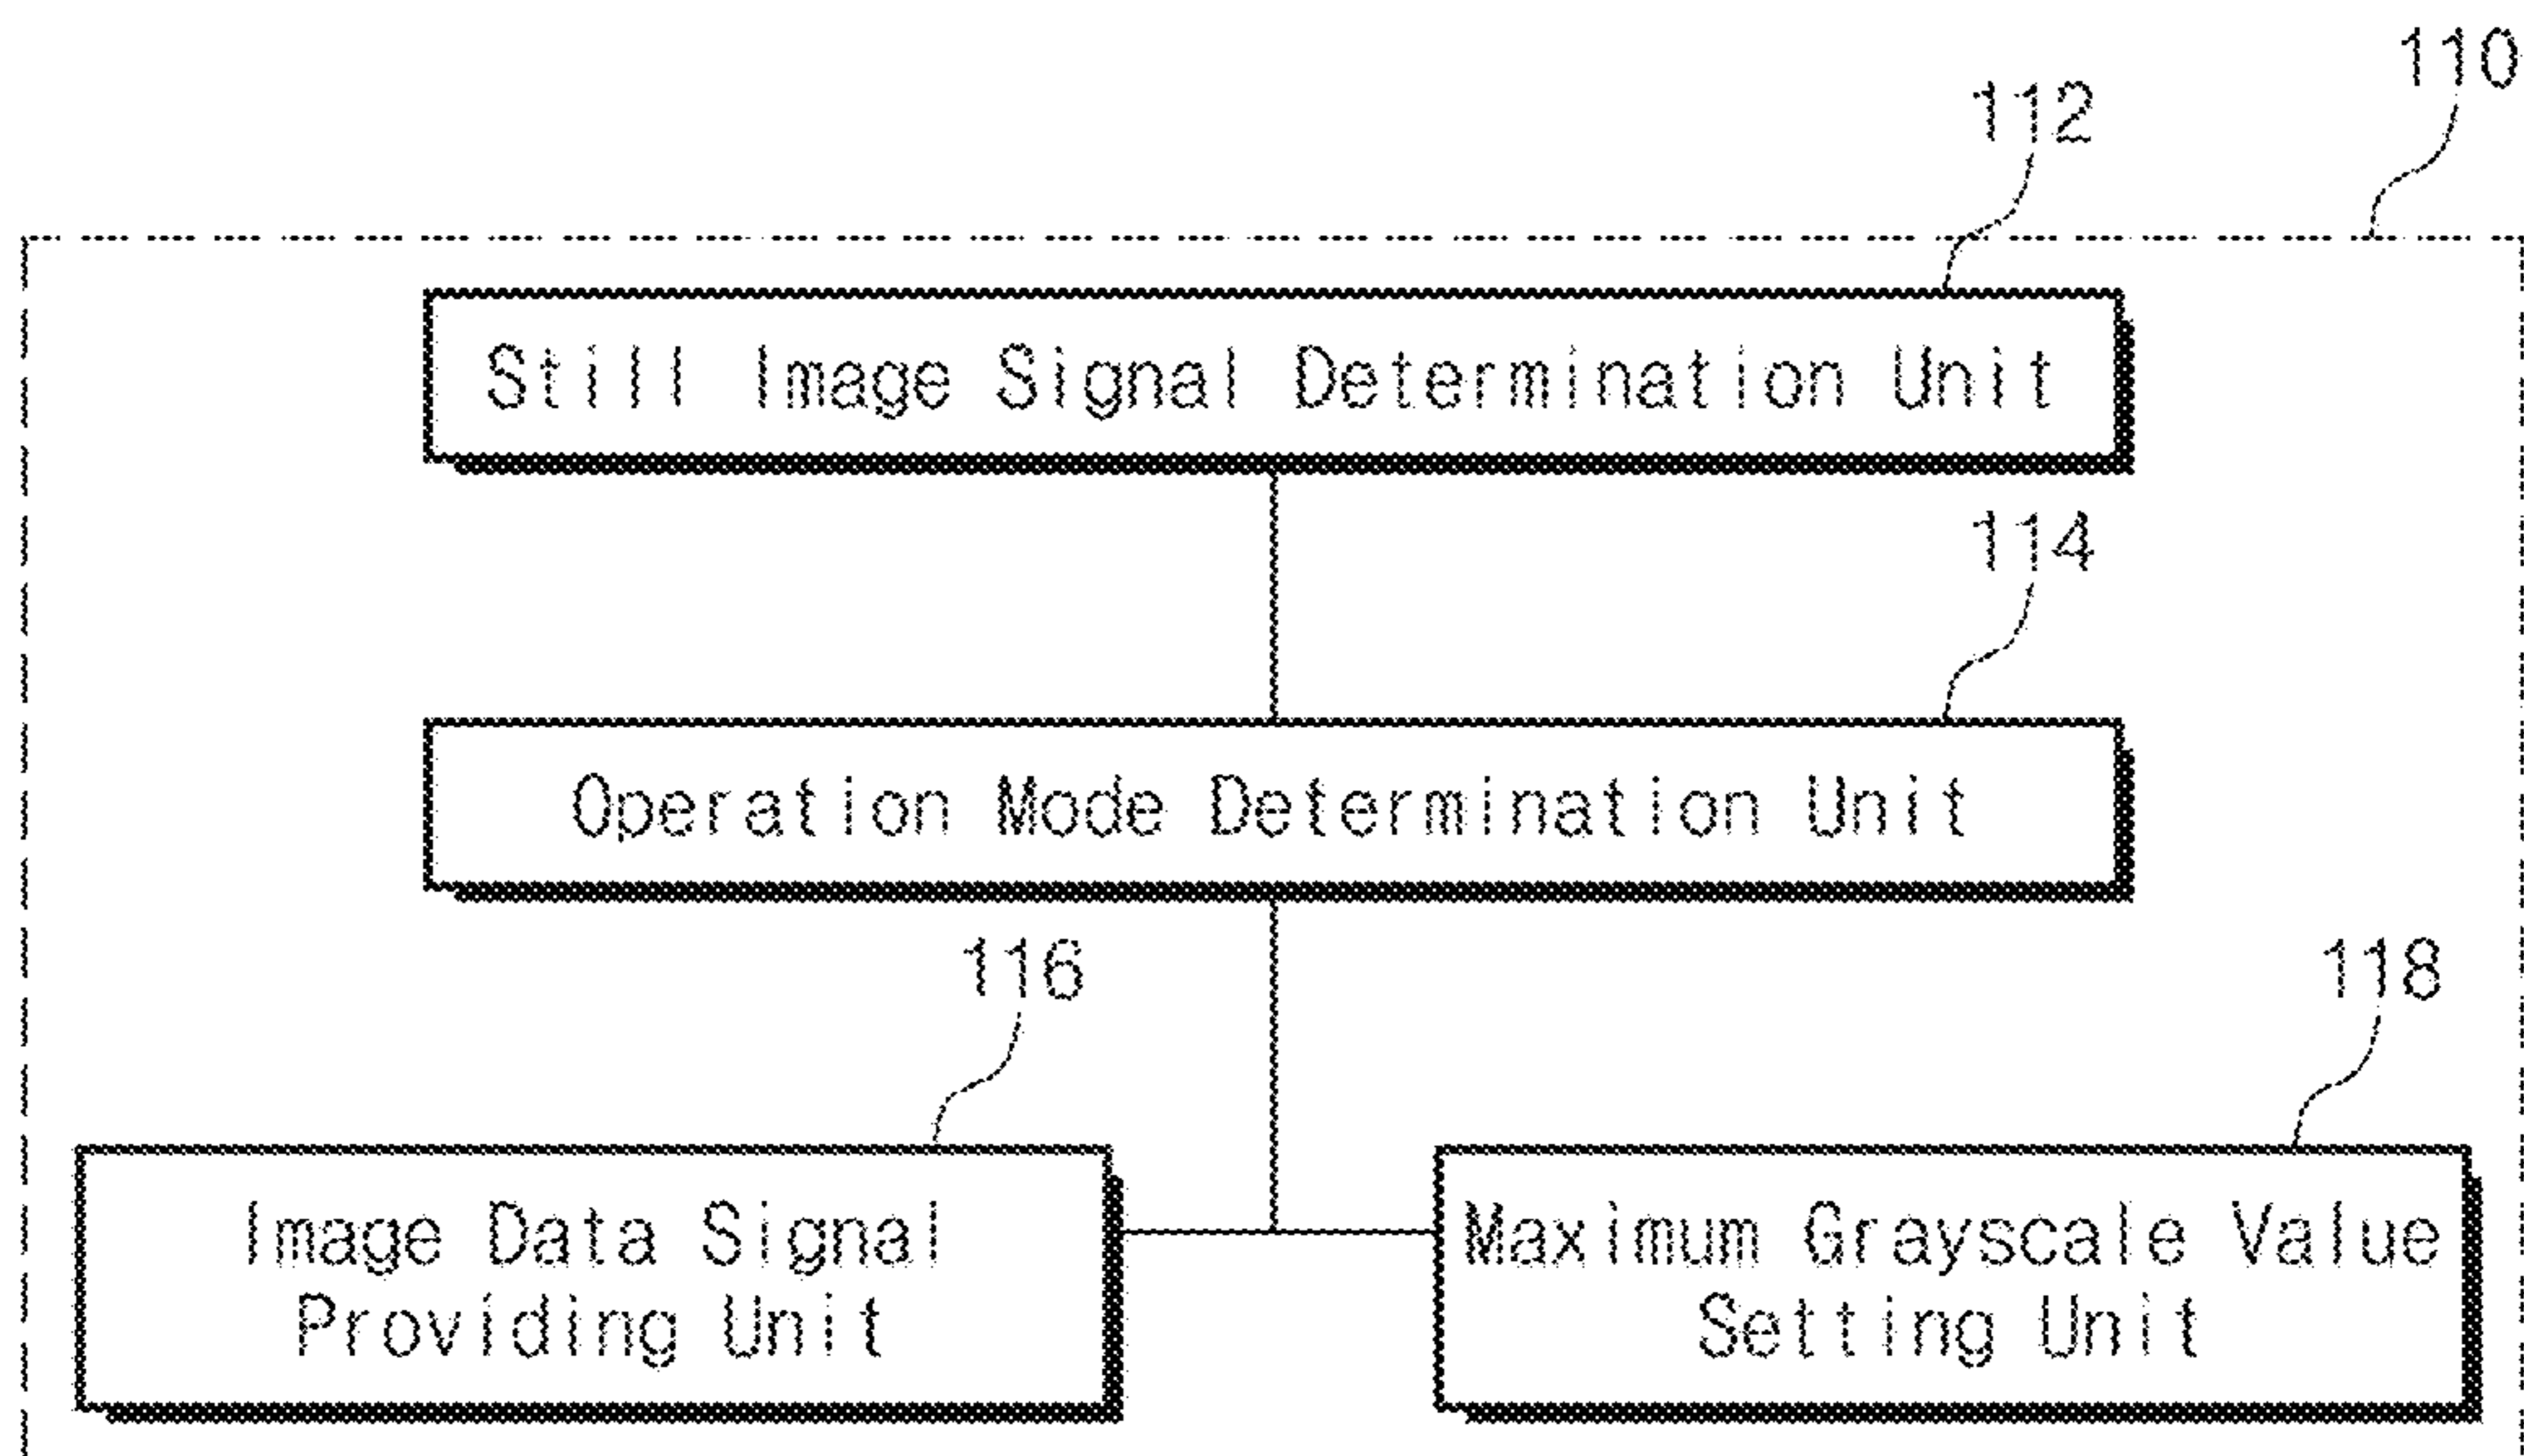 110
112
Still Image Signal Determination Unit
114
Operation Mode Determination Unit
116
118
Image Data Signal
Providing Unit
Maximum Grayscale Value
Setting Unit